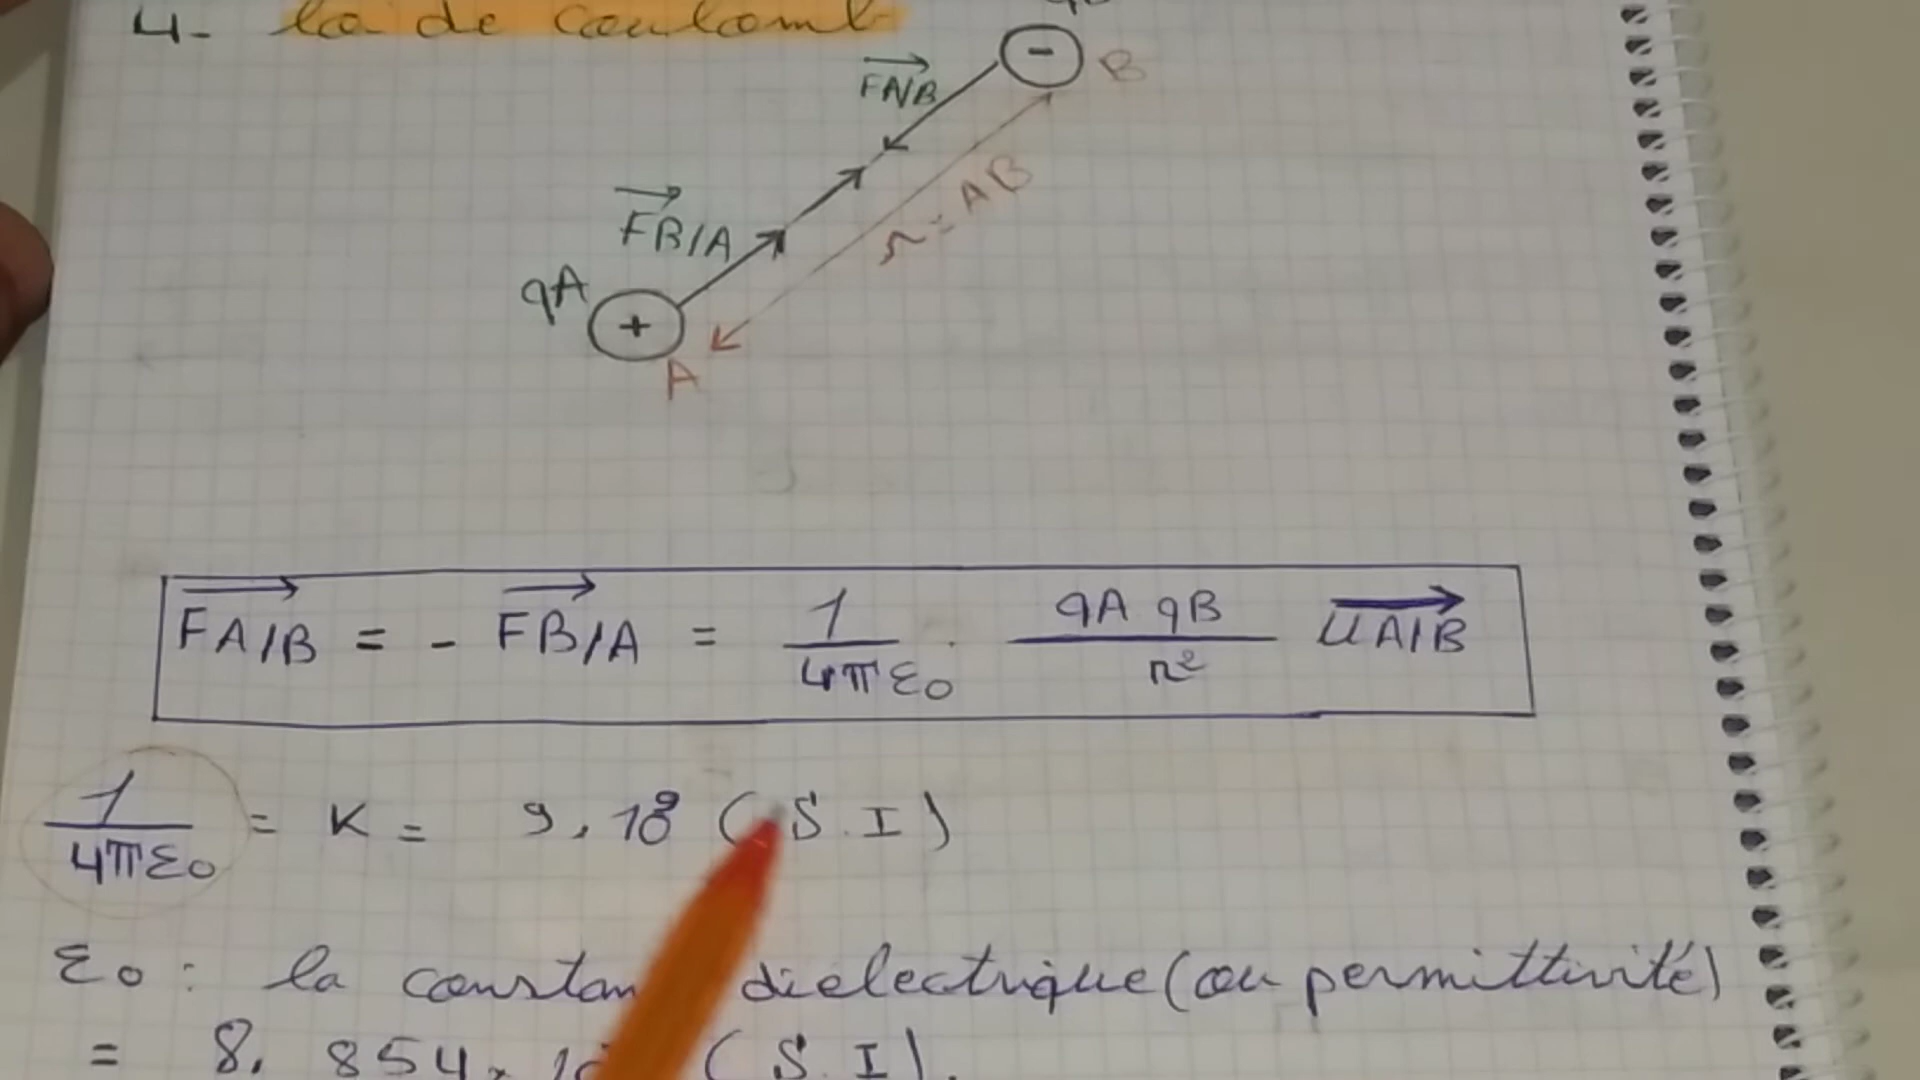 4- loi de coulomb
FA/B
B
r = AB
FB/A
qA
+
A
FA/B = - FB/A = 1/4πε0 . qA qB/r² uA/B
1/4πε0 = K = 9.10⁹ (S.I)
ε0 : la constan diélectrique (ou permittivité)
= 8,854 × 10 (S.I).